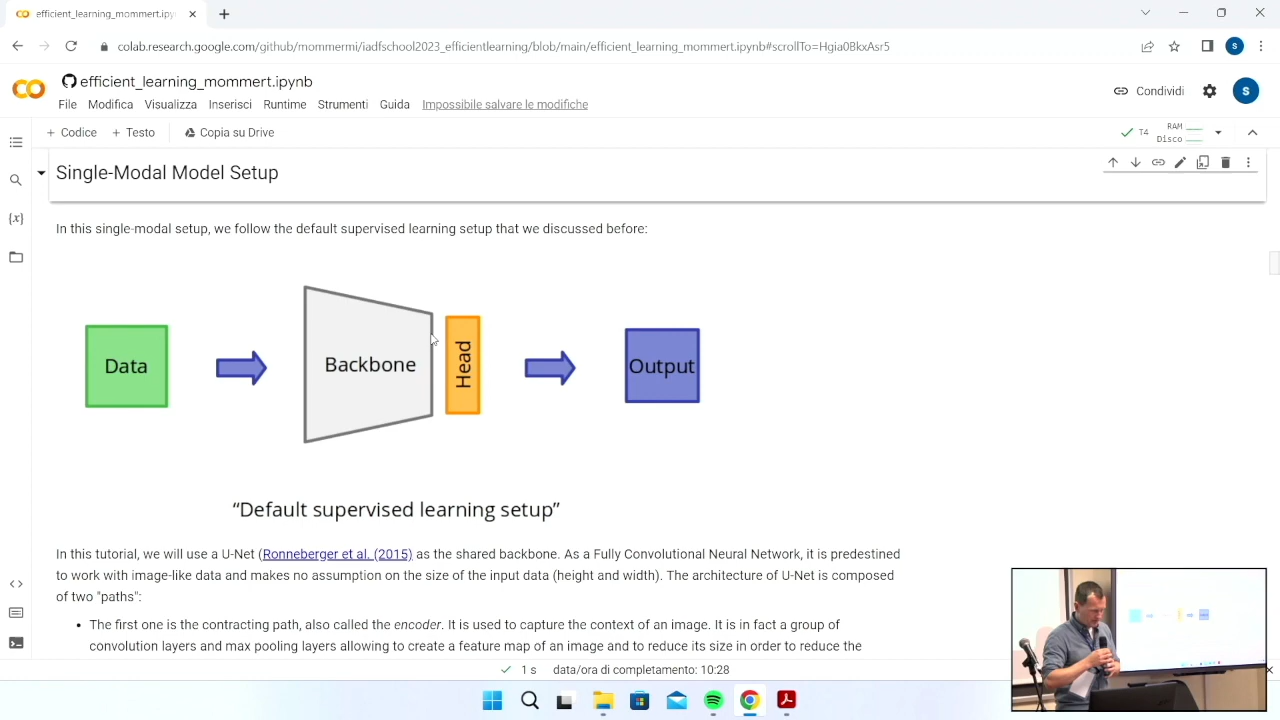 efficient_learning_mommert.ipyn
colab.research.google.com/github/mommermi/iadfschool2023_efficientlearning/blob/main/efficient_learning_mommert.ipynb#scrollTo=Hgia0BkxAsr5
S
efficient_learning_mommert.ipynb
File Modifica Visualizza Inserisci Runtime Strumenti Guida Impossibile salvare le modifiche
Condividi
S
+ Codice + Testo Copia su Drive
T4 RAM
Disco
Single-Modal Model Setup
In this single-modal setup, we follow the default supervised learning setup that we discussed before:
Data
Backbone
Head
Output
“Default supervised learning setup”
In this tutorial, we will use a U-Net (Ronneberger et al. (2015) as the shared backbone. As a Fully Convolutional Neural Network, it is predestined
to work with image-like data and makes no assumption on the size of the input data (height and width). The architecture of U-Net is composed
of two "paths":
• The first one is the contracting path, also called the encoder. It is used to capture the context of an image. It is in fact a group of
convolution layers and max pooling layers allowing to create a feature map of an image and to reduce its size in order to reduce the
1 s data/ora di completamento: 10:28